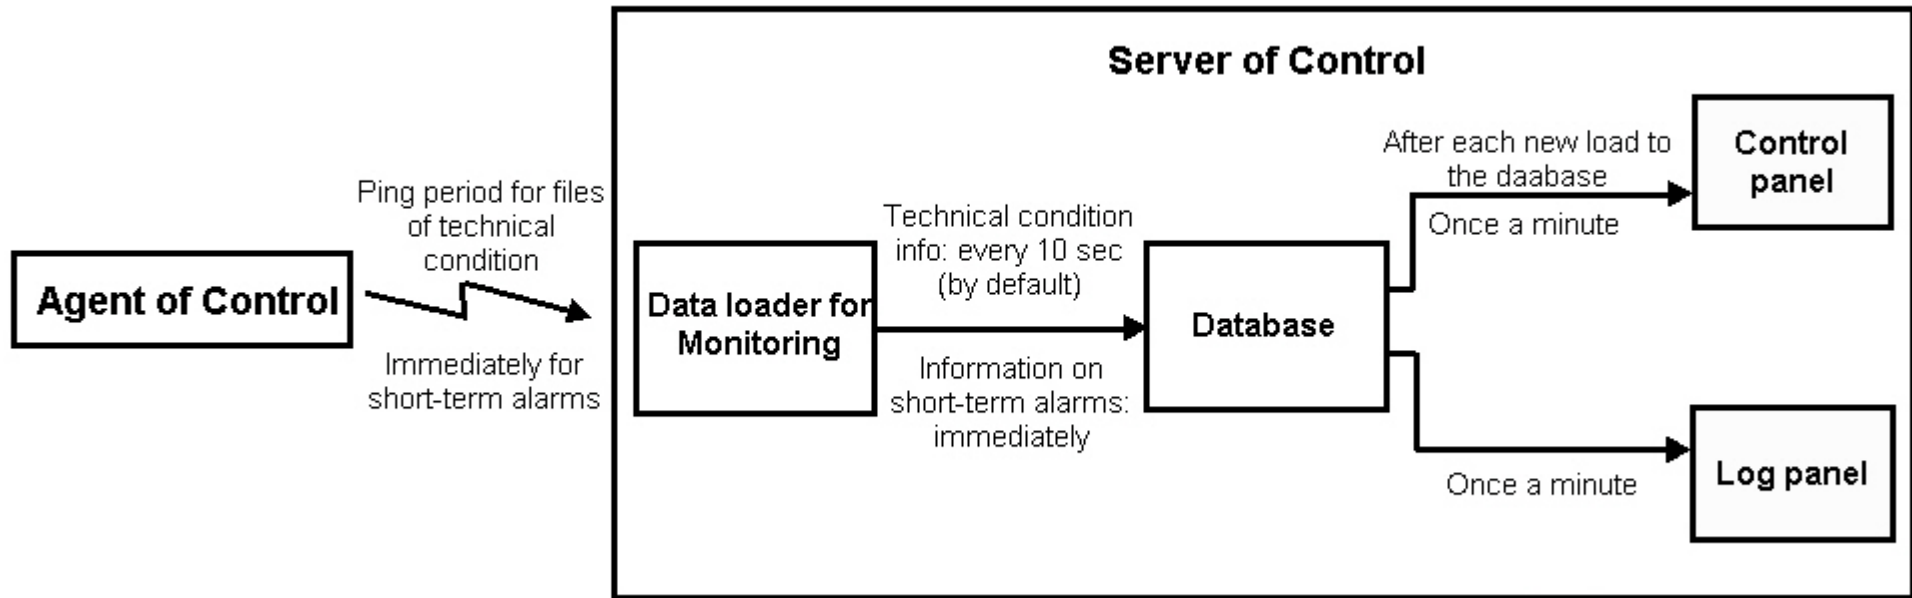 Server of Control
Agent of Control
Ping period for files
of technical
condition
Immediately for
short-term alarms
Data loader for
Monitoring
Technical condition
info: every 10 sec
(by default)
Information on
short-term alarms:
immediately
Database
After each new load to
the daabase
Once a minute
Control
panel
Once a minute
Log panel